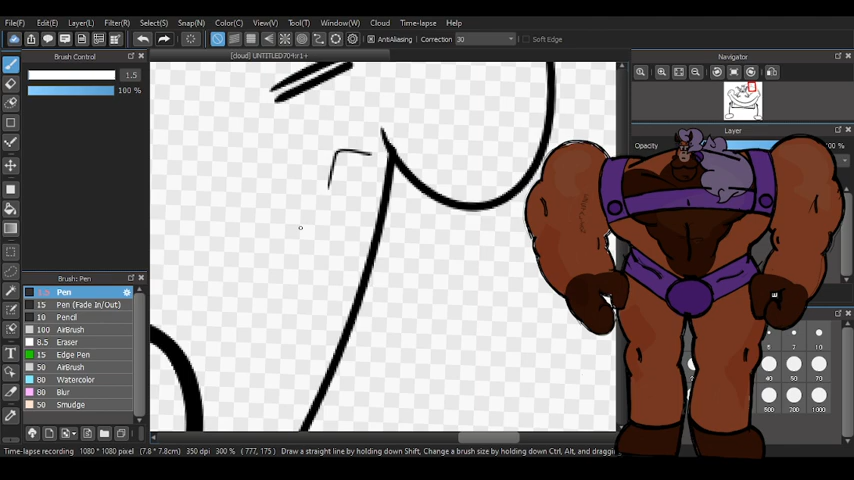 File(F) Edit(E) Layer(L) Filter(R) Select(S) Snap(N) Color(C) View(V) Tool(T) Window(W) Cloud Time-lapse Help
AntiAliasing Correction 30 Soft Edge
Brush Control
[cloud] UNTITLED704*r1+
Navigator
1.5
100 %
Layer
Opacity
Brush: Pen
Pen
15 Pen (Fade In/Out)
10 Pencil
100 AirBrush
8.5 Eraser
15 Edge Pen
50 AirBrush
80 Watercolor
80 Blur
50 Smudge
7 10
40 50 70
500 700 1000
Time-lapse recording 1080 * 1080 pixel (7.8 * 7.8cm) 350 dpi 300 % ( 777, 175) Draw a straight line by holding down Shift, Change a brush size by holding down Ctrl, Alt, and draggin